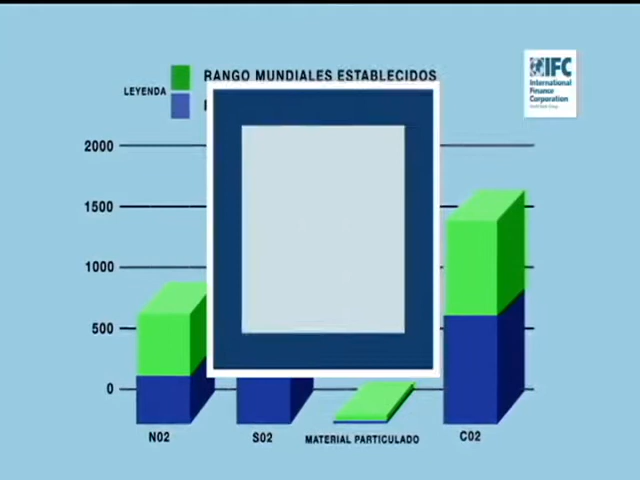 RANGO MUNDIALES ESTABLECIDOS
LEYENDA
IFC
International
Finance
Corporation
2000
1500
1000
500
0
N02
S02
MATERIAL PARTICULADO
C02